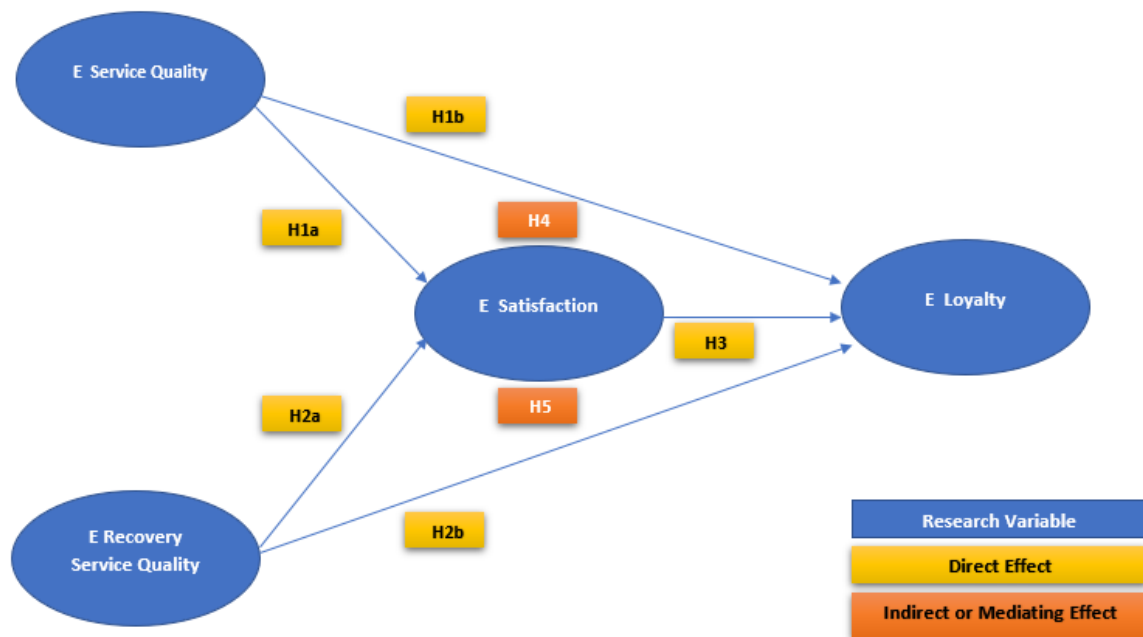 E Service Quality
H1b
H4
H1a
E Satisfaction
E Loyalty
H3
H5
H2a
H2b
E Recovery
Service Quality
Research Variable
Direct Effect
Indirect or Mediating Effect